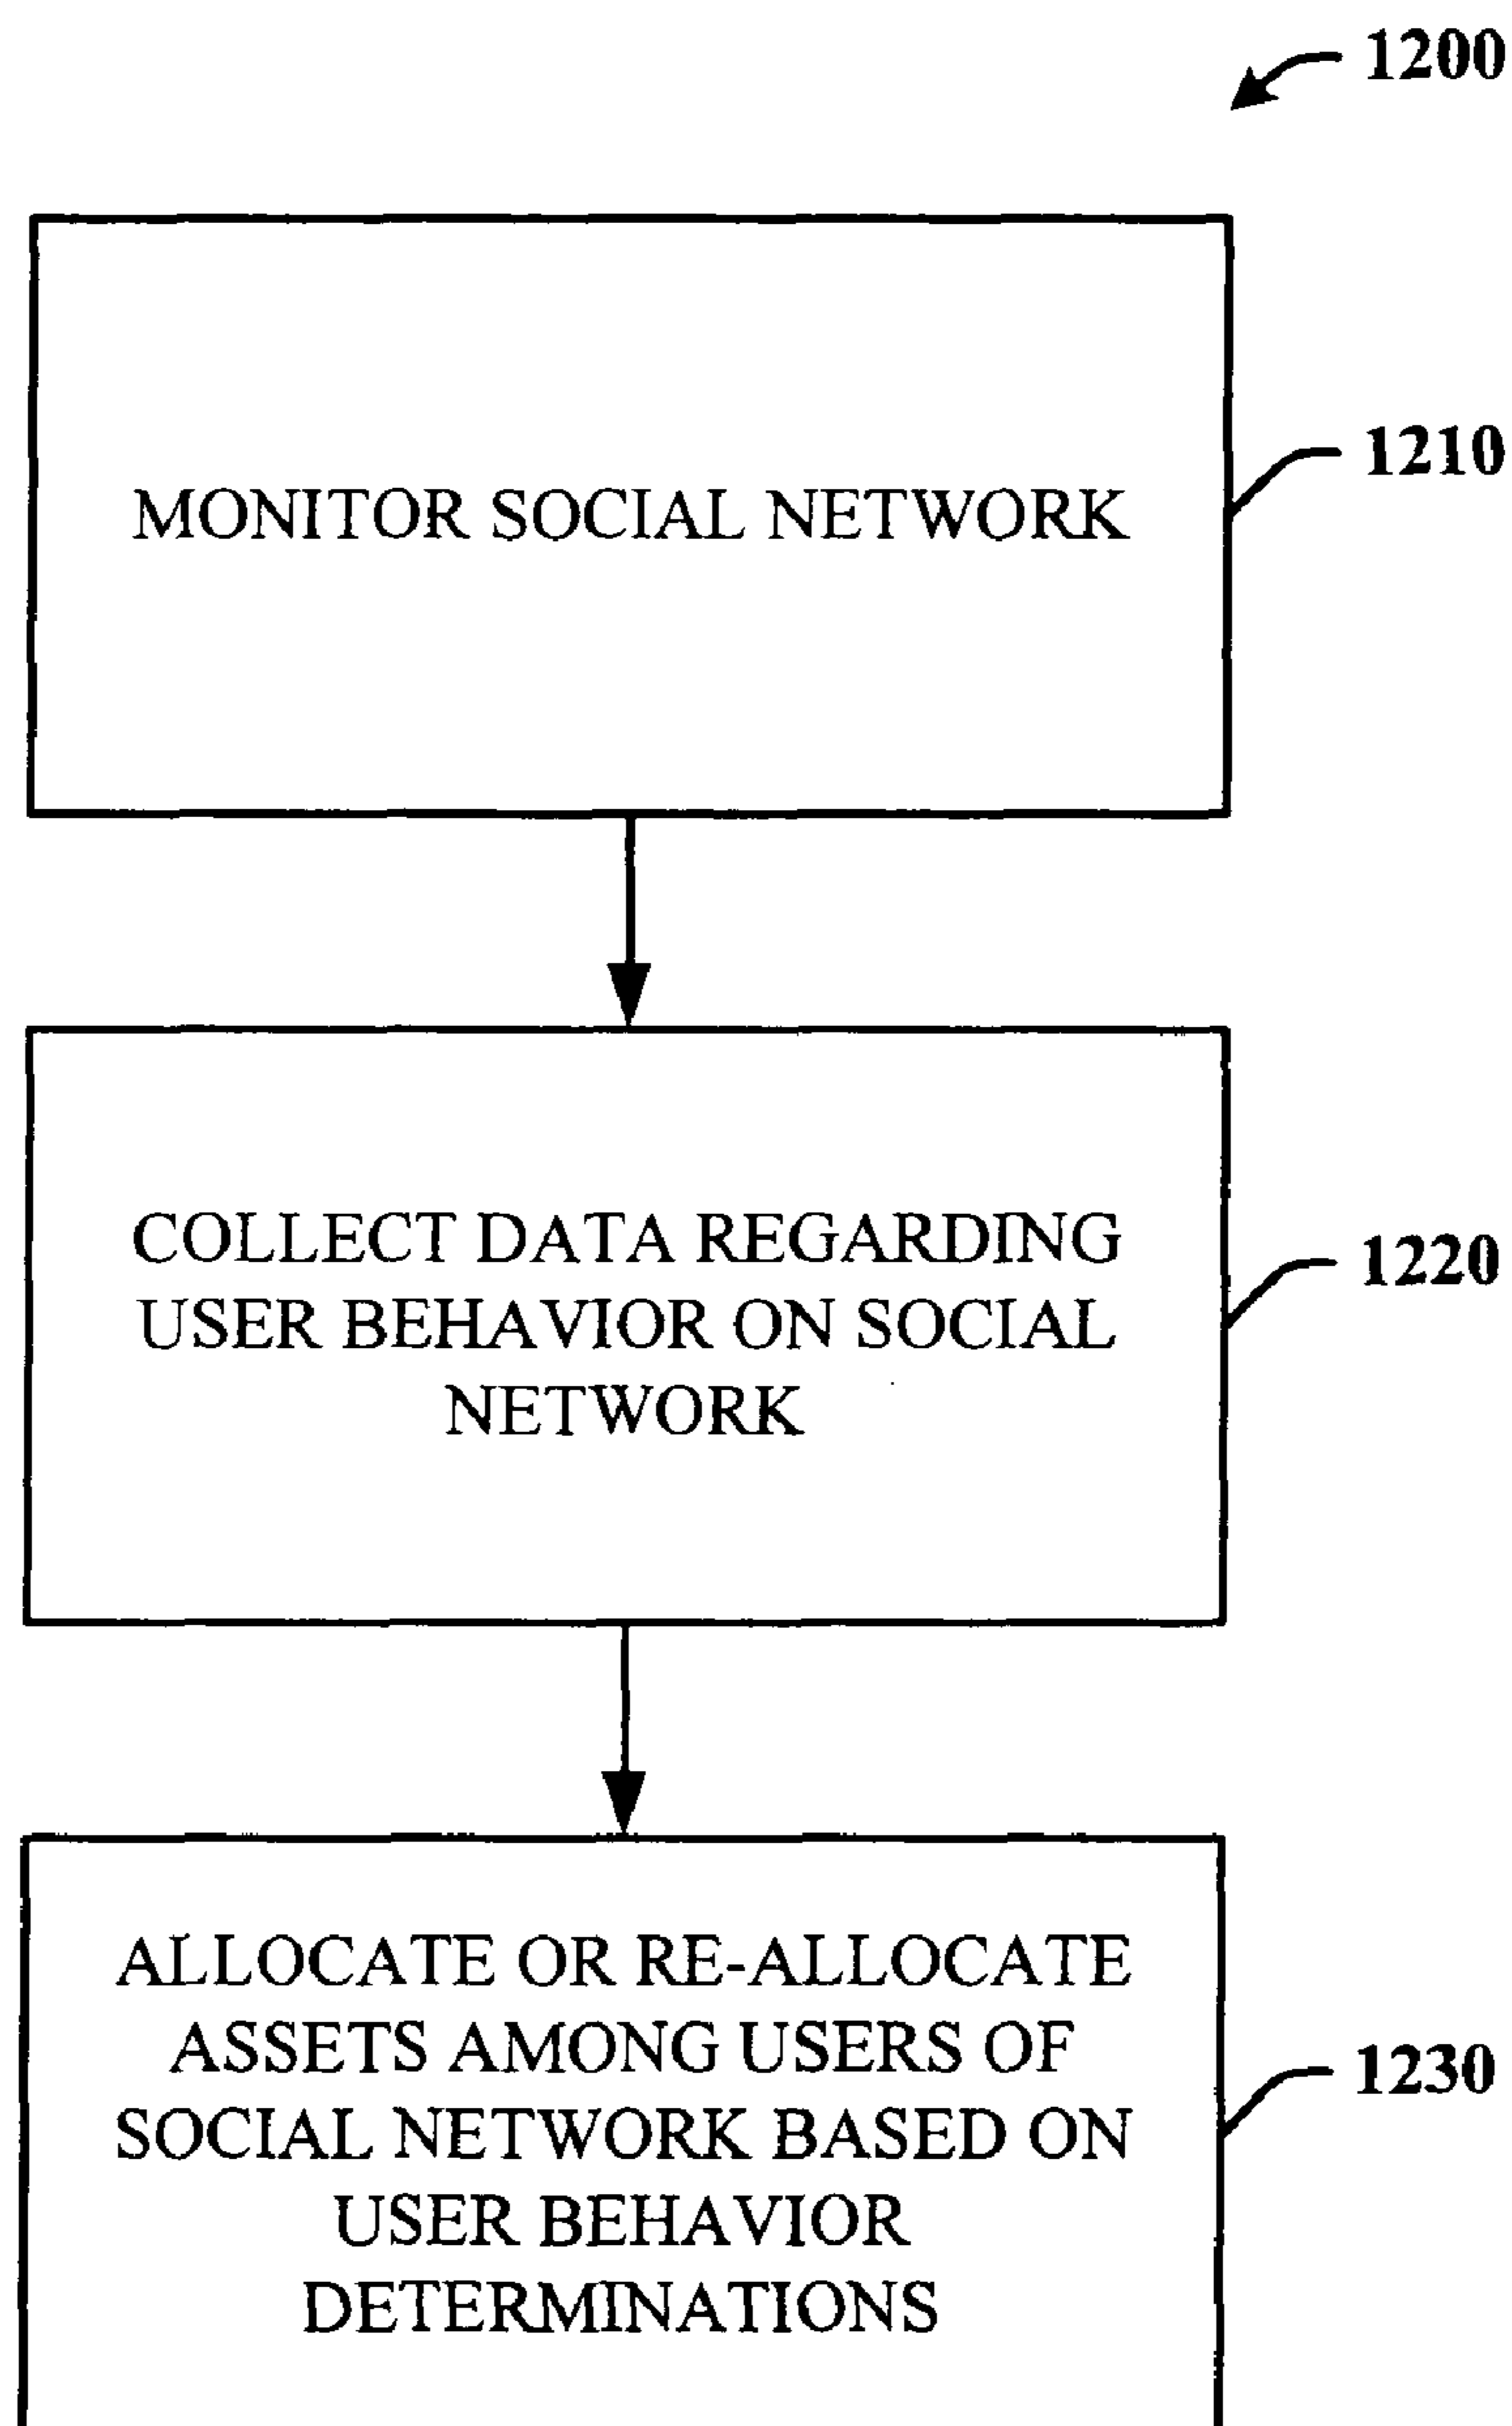 1200
MONITOR SOCIAL NETWORK
1210
COLLECT DATA REGARDING
USER BEHAVIOR ON SOCIAL
NETWORK
1220
ALLOCATE OR RE-ALLOCATE
ASSETS AMONG USERS OF
SOCIAL NETWORK BASED ON
USER BEHAVIOR
DETERMINATIONS
1230